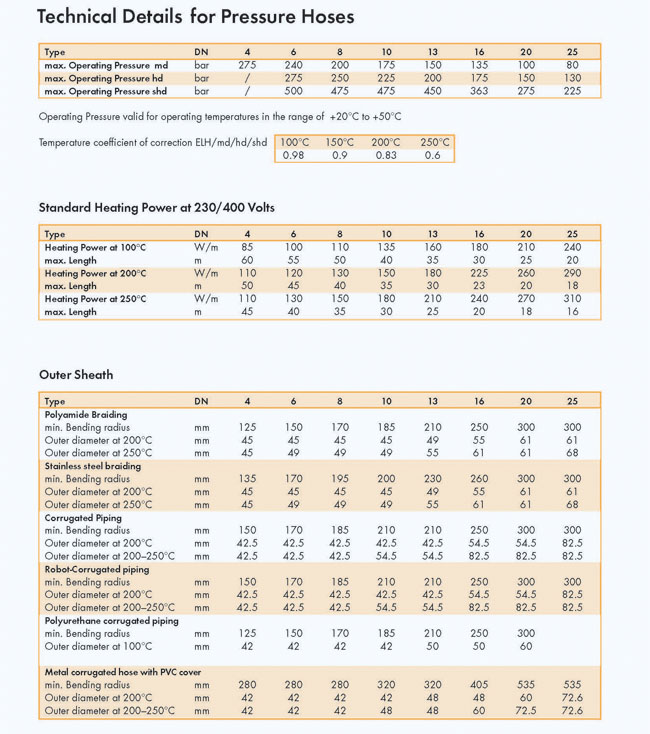 Technical Details for Pressure Hoses
Type DN 4 6 8 10 13 16 20 25
max. Operating Pressure md bar 275 240 200 175 150 135 100 80
max. Operating Pressure hd bar / 275 250 225 200 175 150 130
max. Operating Pressure shd bar / 500 475 475 450 363 275 225
Operating Pressure valid for operating temperatures in the range of +20°C to +50°C
Temperature coefficient of correction ELH/md/hd/shd 100°C 150°C 200°C 250°C
0.98 0.9 0.83 0.6
Standard Heating Power at 230/400 Volts
Type DN 4 6 8 10 13 16 20 25
Heating Power at 100°C W/m 85 100 110 135 160 180 210 240
max. Length m 60 55 50 40 35 30 25 20
Heating Power at 200°C W/m 110 120 130 150 180 225 260 290
max. Length m 50 45 40 35 30 23 20 18
Heating Power at 250°C W/m 110 130 150 180 210 240 270 310
max. Length m 45 40 35 30 25 20 18 16
Outer Sheath
Type DN 4 6 8 10 13 16 20 25
Polyamide Braiding
min. Bending radius mm 125 150 170 185 210 250 300 300
Outer diameter at 200°C mm 45 45 45 45 49 55 61 61
Outer diameter at 250°C mm 45 49 49 49 55 61 61 68
Stainless steel braiding
min. Bending radius mm 135 170 195 200 230 260 300 300
Outer diameter at 200°C mm 45 45 45 45 49 55 61 61
Outer diameter at 250°C mm 45 49 49 49 55 61 61 68
Corrugated Piping
min. Bending radius mm 150 170 185 210 210 250 300 300
Outer diameter at 200°C mm 42.5 42.5 42.5 42.5 42.5 54.5 54.5 82.5
Outer diameter at 200–250°C mm 42.5 42.5 42.5 54.5 54.5 82.5 82.5 82.5
Robot-Corrugated piping
min. Bending radius mm 150 170 185 210 210 250 300 300
Outer diameter at 200°C mm 42.5 42.5 42.5 42.5 42.5 54.5 54.5 82.5
Outer diameter at 200–250°C mm 42.5 42.5 42.5 54.5 54.5 82.5 82.5 82.5
Polyurethane corrugated piping
min. Bending radius mm 125 150 170 185 210 250 300
Outer diameter at 100°C mm 42 42 42 42 50 50 60
Metal corrugated hose with PVC cover
min. Bending radius mm 280 280 280 320 320 405 535 535
Outer diameter at 200°C mm 42 42 42 42 48 48 60 72.6
Outer diameter at 200–250°C mm 42 42 42 48 48 60 72.5 72.6